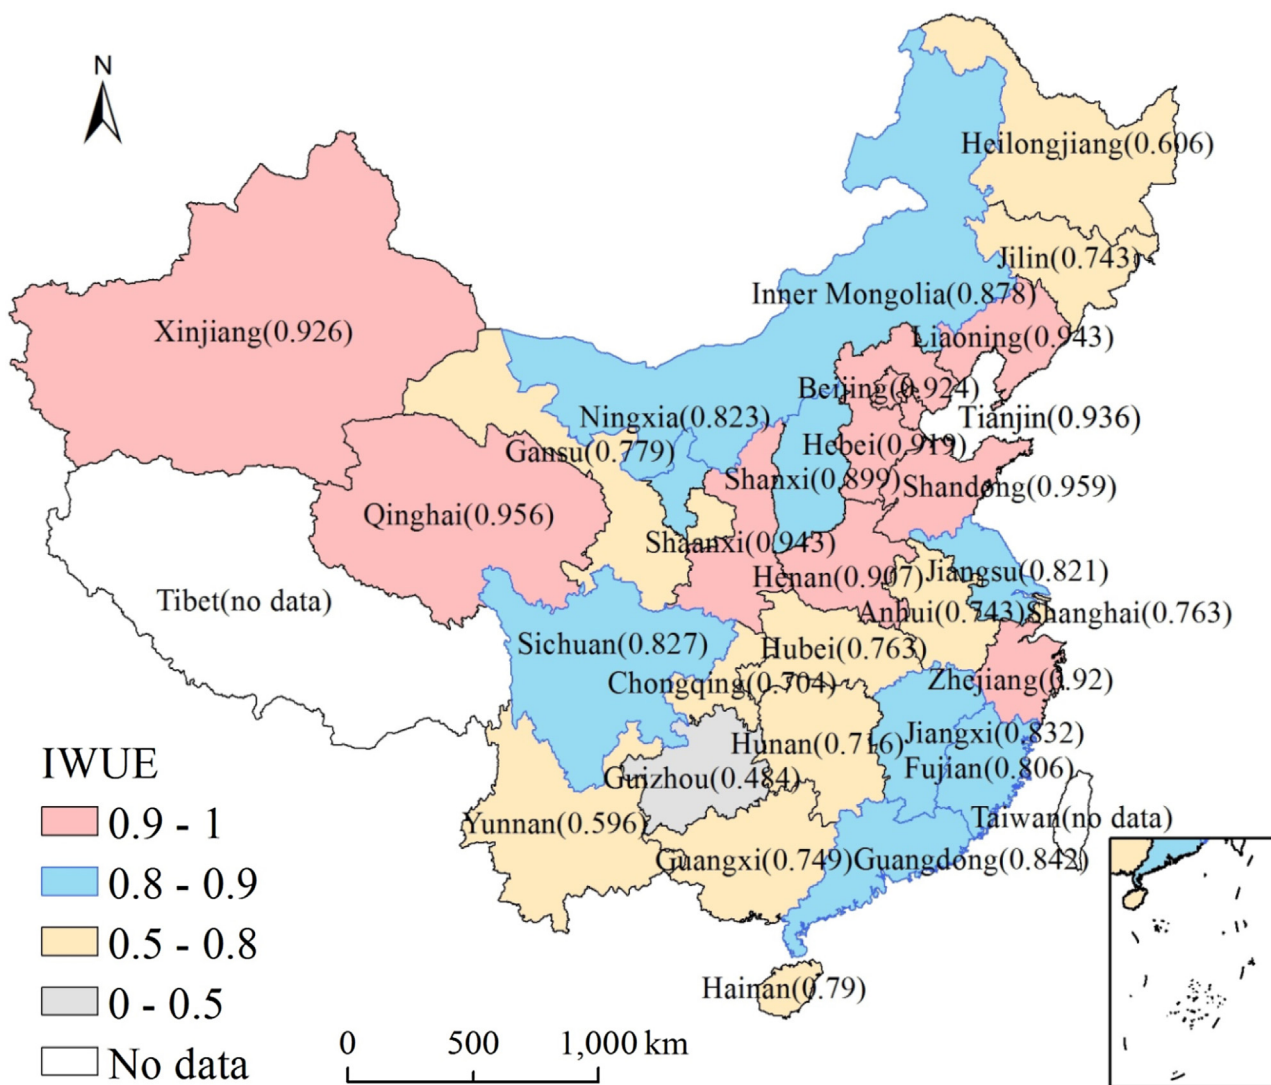 N
Heilongjiang(0.606)
Jilin(0.743)
Inner Mongolia(0.878)
Xinjiang(0.926)
Liaoning(0.943)
Beijing(0.924)
Ningxia(0.823)
Tianjin(0.936)
Hebei(0.919)
Gansu(0.779)
Shanxi(0.899)
Shandong(0.959)
Qinghai(0.956)
Shaanxi(0.943)
Henan(0.907)
Jiangsu(0.821)
Tibet(no data)
Anhui(0.743)
Shanghai(0.763)
Sichuan(0.827)
Hubei(0.763)
Chongqing(0.704)
Zhejiang(0.92)
Jiangxi(0.832)
Hunan(0.716)
Fujian(0.806)
Guizhou(0.484)
Yunnan(0.596)
Taiwan(no data)
Guangxi(0.749)
Guangdong(0.842)
Hainan(0.79)
IWUE
0.9 - 1
0.8 - 0.9
0.5 - 0.8
0 - 0.5
No data
0 500 1,000 km